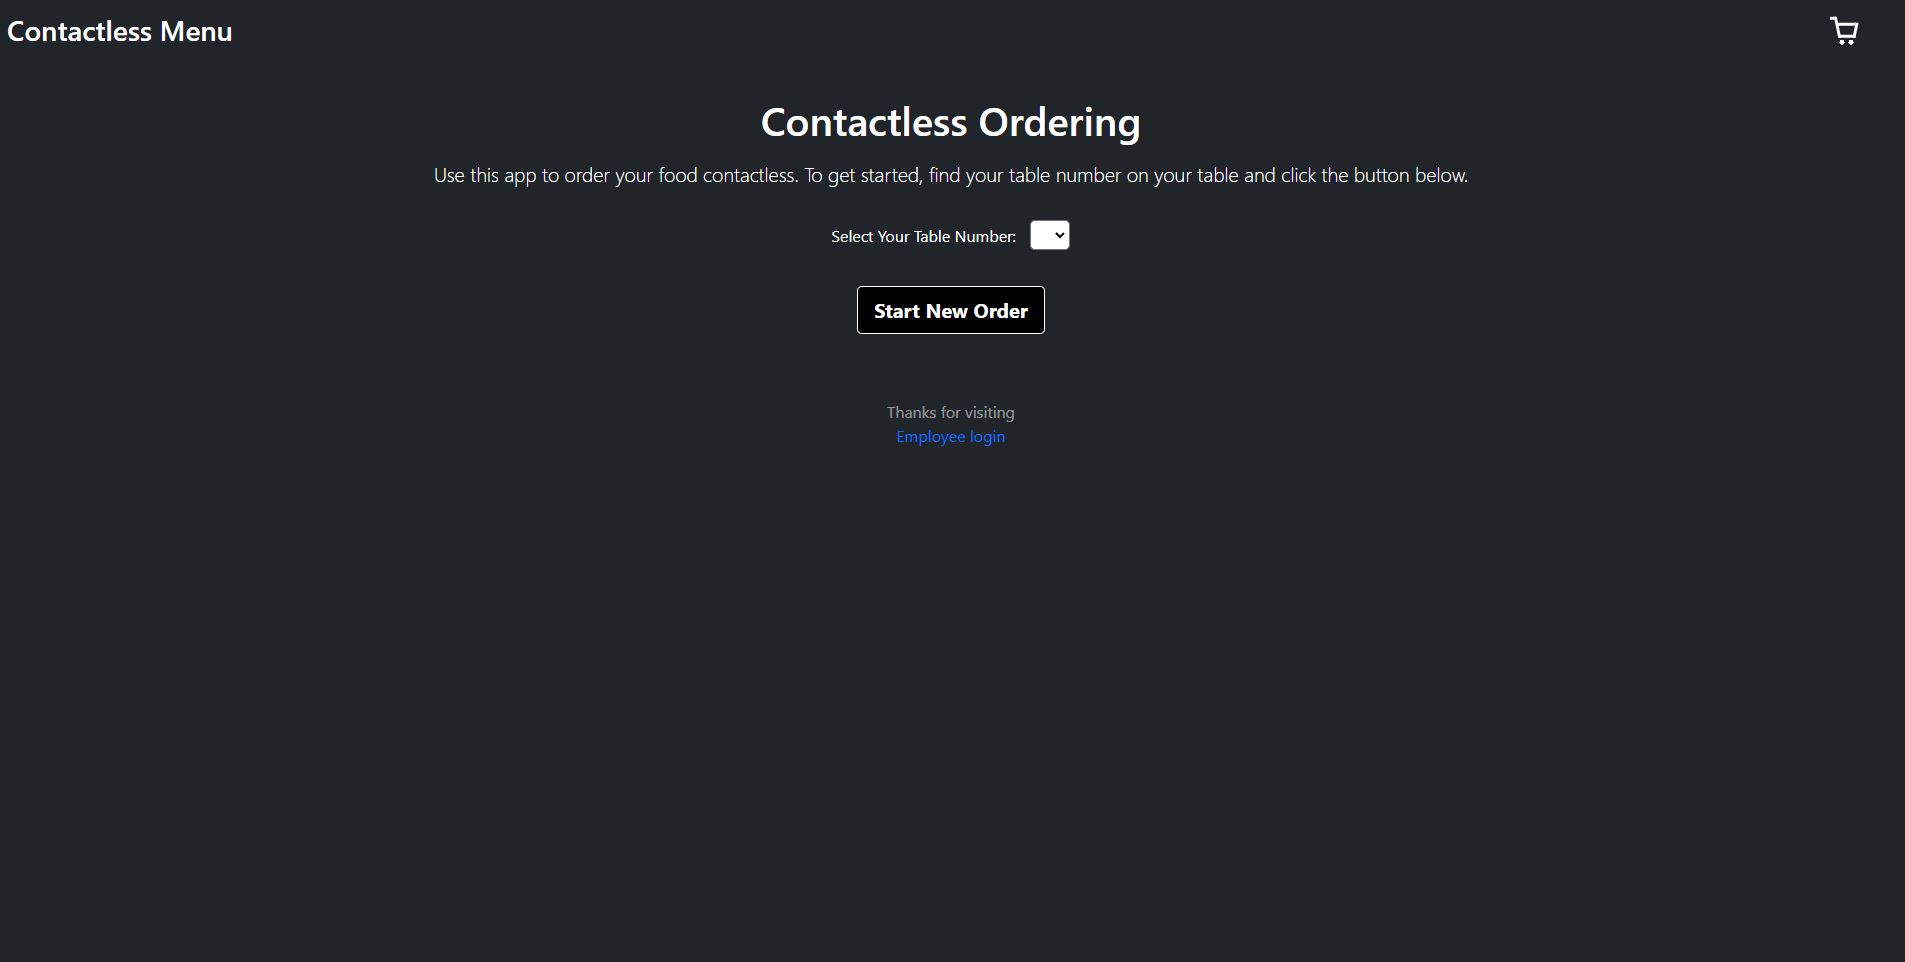 Contactless Menu
Contactless Ordering
Use this app to order your food contactless. To get started, find your table number on your table and click the button below.
Select Your Table Number:
Start New Order
Thanks for visiting
Employee login